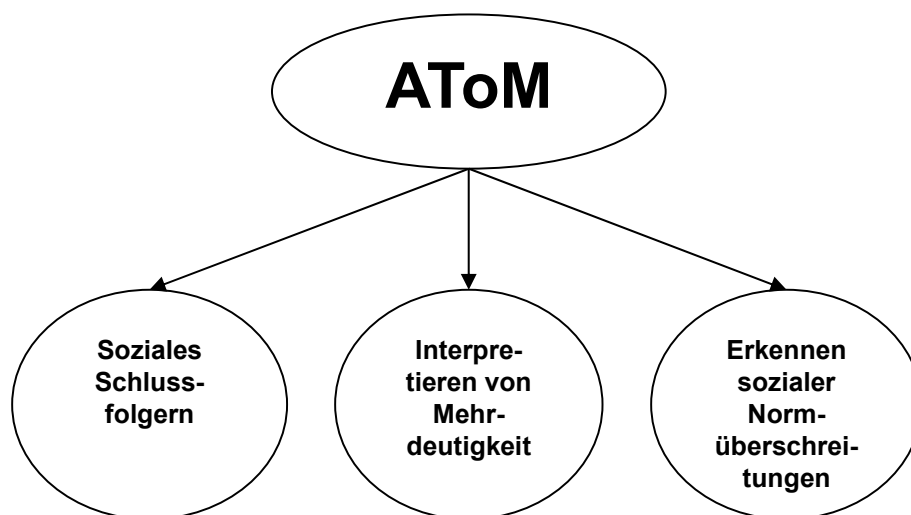 AToM
Soziales
Schluss-
folgern
Interpre-
tieren von
Mehr-
deutigkeit
Erkennen
sozialer
Norm-
überschrei-
tungen